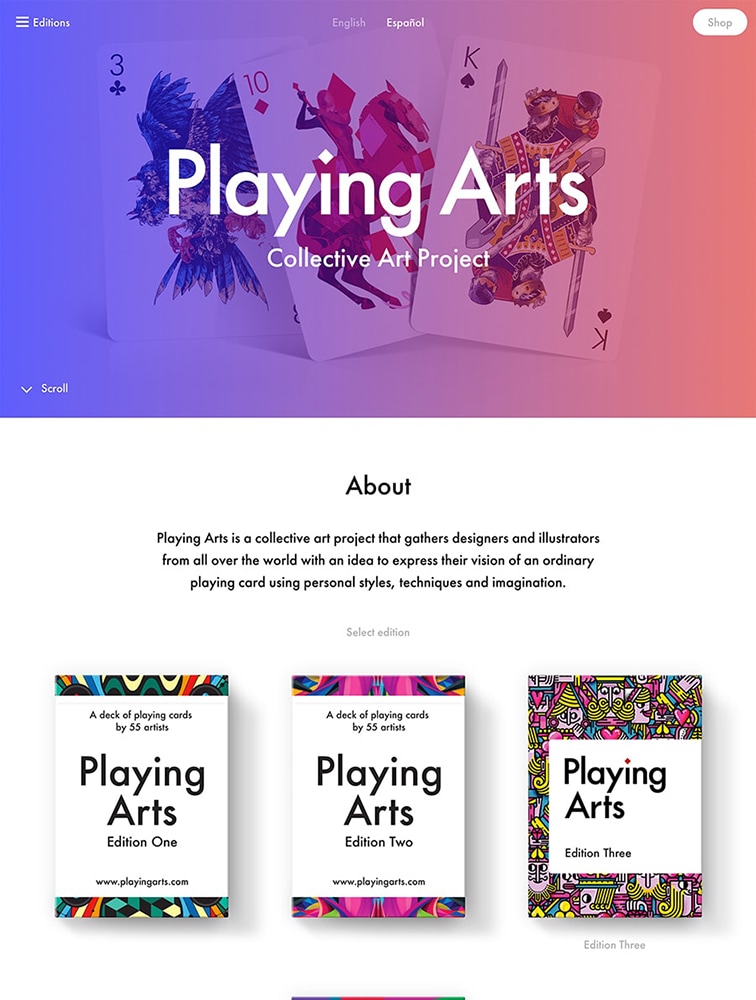 Editions
English
Español
Shop
3
10
K
Playing Arts
Collective Art Project
K
Scroll
About
Playing Arts is a collective art project that gathers designers and illustrators
from all over the world with an idea to express their vision of an ordinary
playing card using personal styles, techniques and imagination.
Select edition
A deck of playing cards
by 55 artists
Playing
Arts
Edition One
www.playingarts.com
A deck of playing cards
by 55 artists
Playing
Arts
Edition Two
www.playingarts.com
Playing
Arts
Edition Three
Edition Three